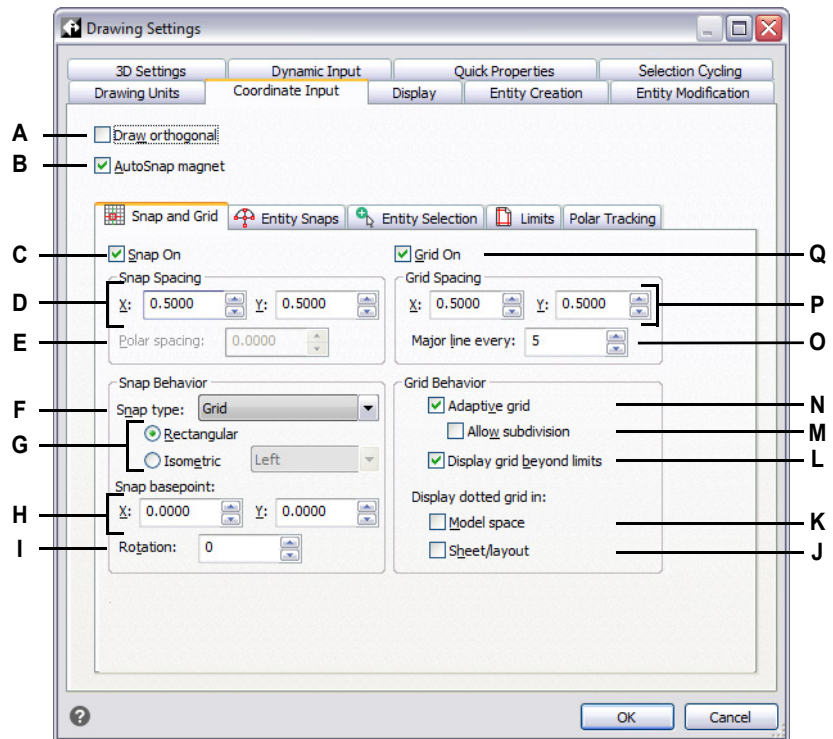 Drawing Settings
3D Settings Dynamic Input Quick Properties Selection Cycling
Drawing Units Coordinate Input Display Entity Creation Entity Modification
A Draw orthogonal
B AutoSnap magnet
Snap and Grid Entity Snaps Entity Selection Limits Polar Tracking
C Snap On Grid On Q
Snap Spacing Grid Spacing
D X: 0.5000 Y: 0.5000 X: 0.5000 Y: 0.5000 P
E Polar spacing: 0.0000 Major line every: 5 O
Snap Behavior Grid Behavior
F Snap type: Grid Adaptive grid N
G Rectangular Allow subdivision M
Isometric Left Display grid beyond limits L
Snap basepoint:
Display dotted grid in:
H X: 0.0000 Y: 0.0000 Model space K
I Rotation: 0 Sheet/layout J
? OK Cancel